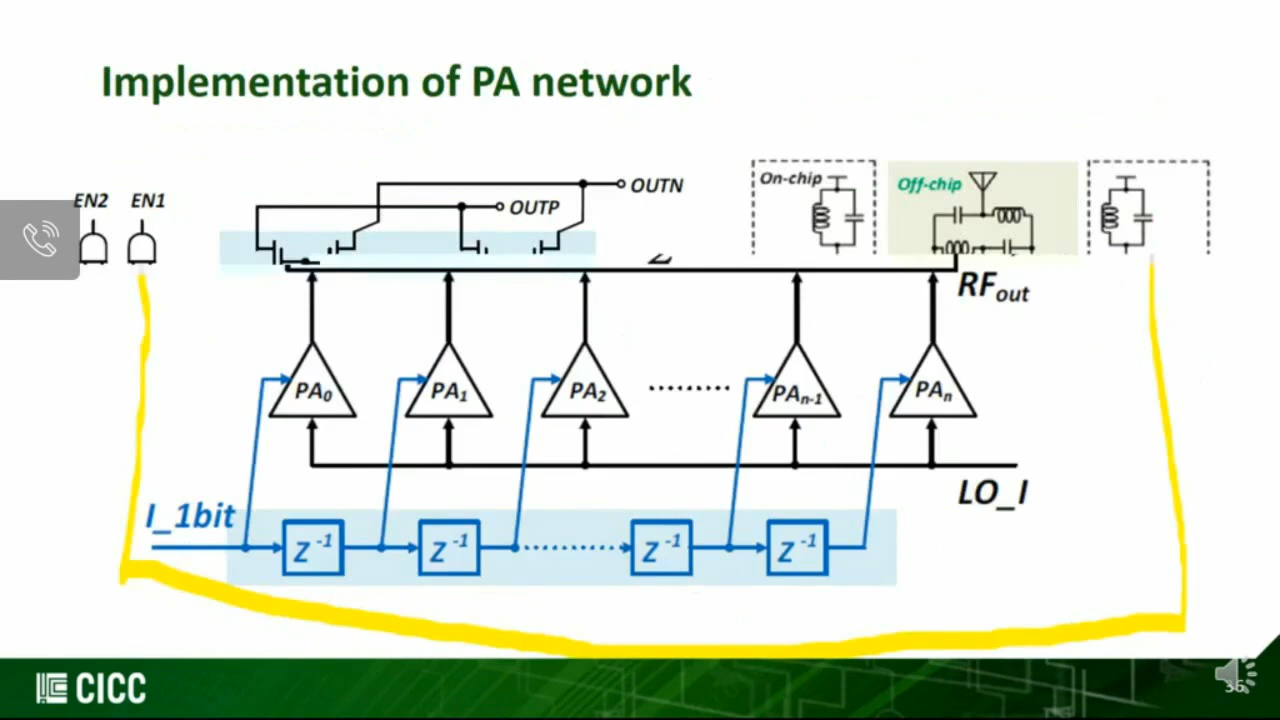 Implementation of PA network
EN2 EN1
OUTN
OUTP
On-chip
Off-chip
RFout
PA0 PA1 PA2 PAn-1 PAn
LO_I
I_1bit
Z-1 Z-1 Z-1 Z-1
CICC